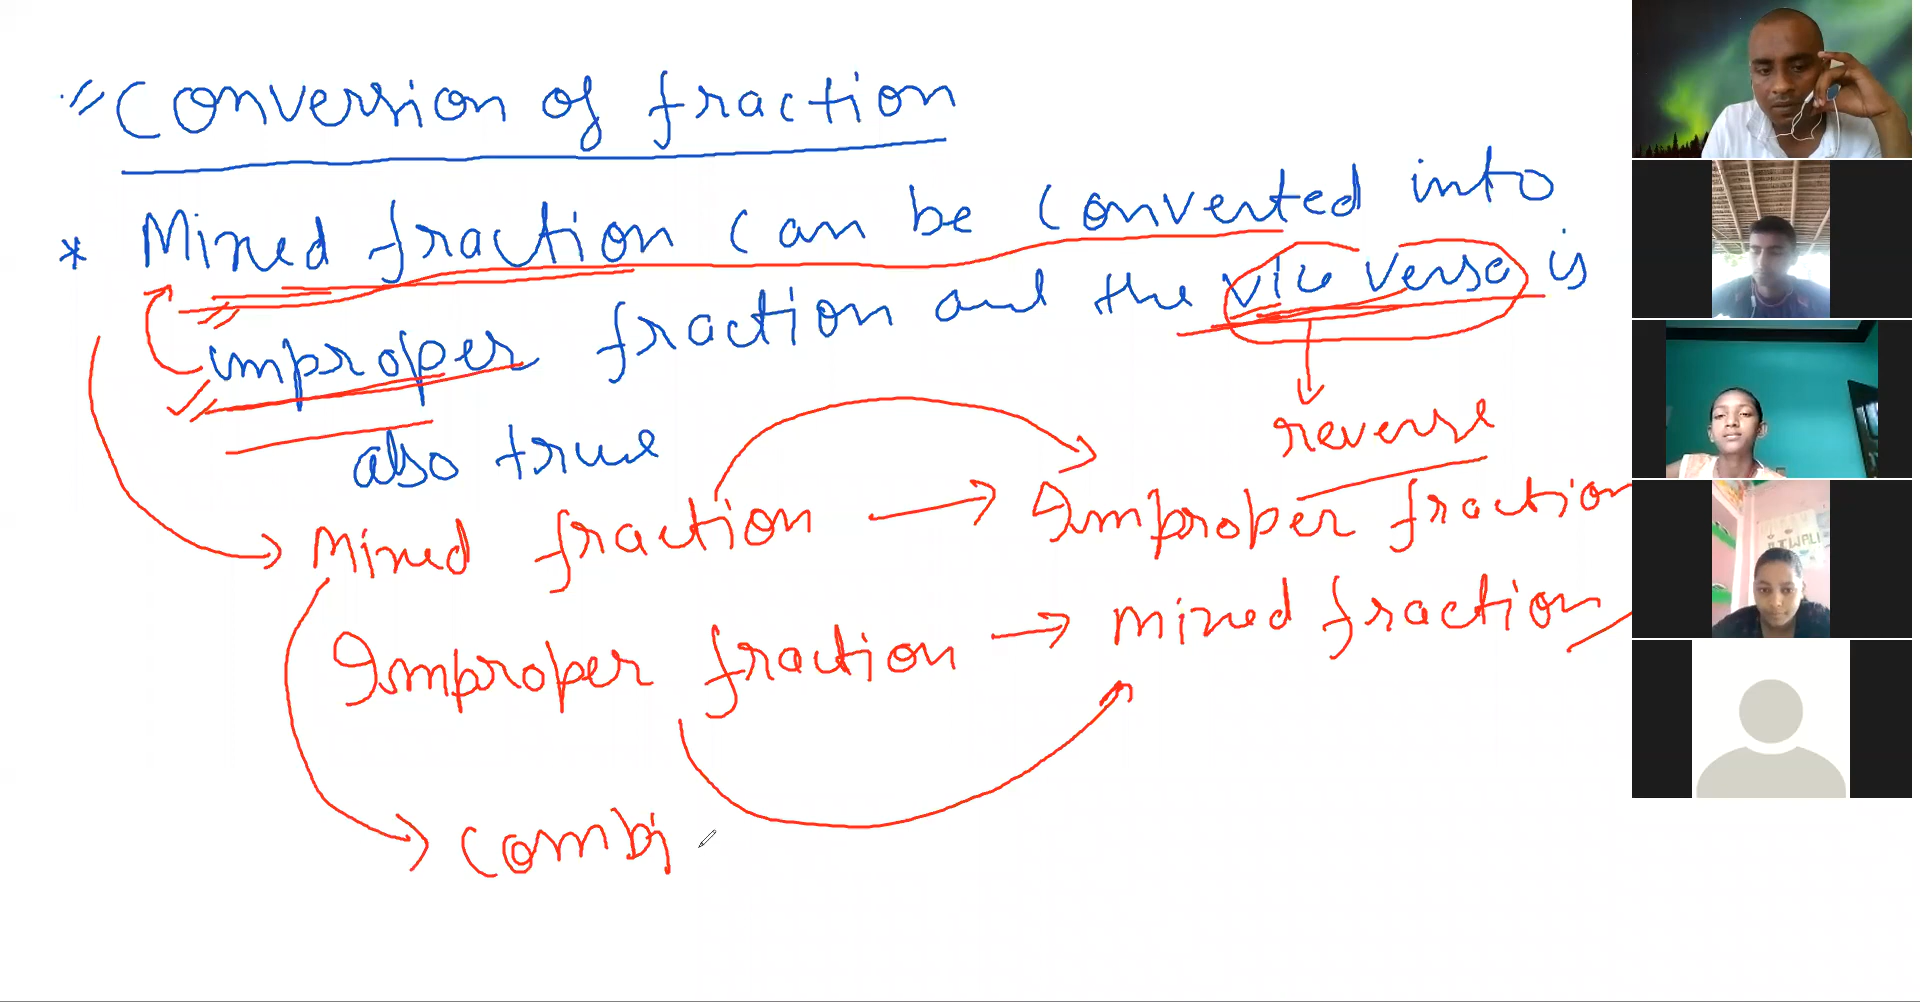 Conversion of fraction
* Mixed fraction can be converted into
improper fraction and the vice versa is
also true
reverse
Mixed fraction → Improper fraction
Improper fraction → mixed fraction
Combi